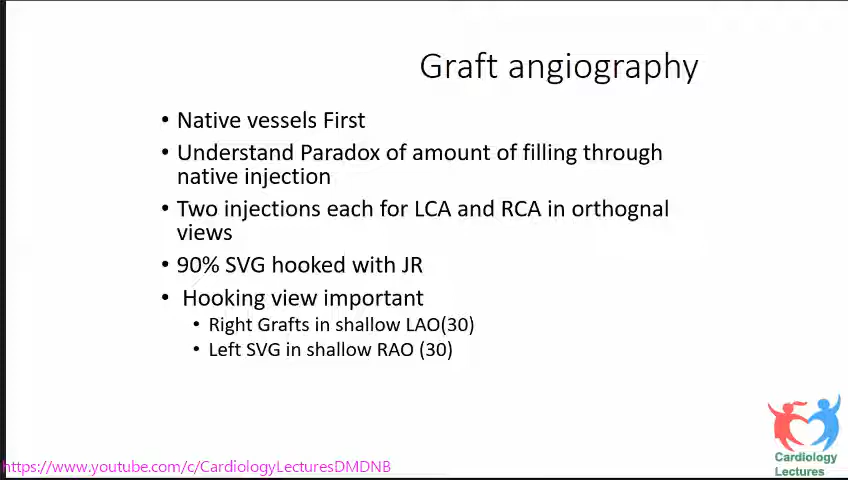 Graft angiography
• Native vessels First
• Understand Paradox of amount of filling through
native injection
• Two injections each for LCA and RCA in orthognal
views
• 90% SVG hooked with JR
• Hooking view important
• Right Grafts in shallow LAO(30)
• Left SVG in shallow RAO (30)
Cardiology
Lectures
https://www.youtube.com/c/CardiologyLecturesDMDNB